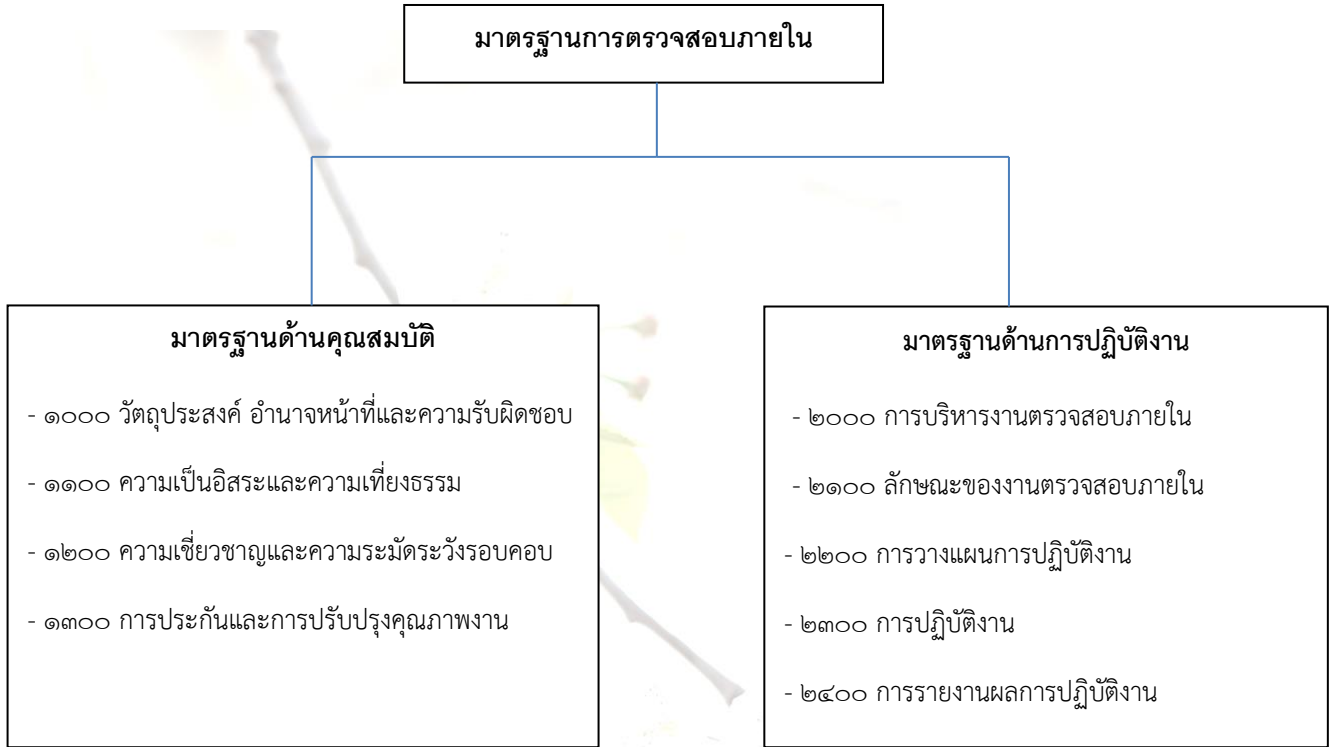 มาตรฐานการตรวจสอบภายใน
มาตรฐานด้านคุณสมบัติ
- ๑๐๐๐ วัตถุประสงค์ อำนาจหน้าที่และความรับผิดชอบ
- ๑๑๐๐ ความเป็นอิสระและความเที่ยงธรรม
- ๑๒๐๐ ความเชี่ยวชาญและความระมัดระวังรอบคอบ
- ๑๓๐๐ การประกันและการปรับปรุงคุณภาพงาน
มาตรฐานด้านการปฏิบัติงาน
- ๒๐๐๐ การบริหารงานตรวจสอบภายใน
- ๒๑๐๐ ลักษณะของงานตรวจสอบภายใน
- ๒๒๐๐ การวางแผนการปฏิบัติงาน
- ๒๓๐๐ การปฏิบัติงาน
- ๒๔๐๐ การรายงานผลการปฏิบัติงาน